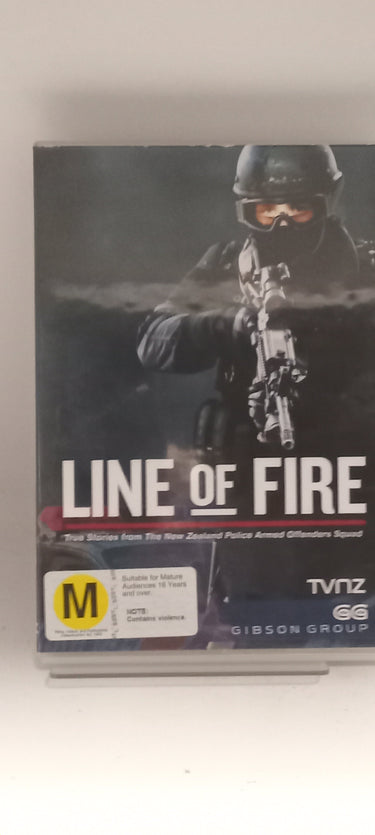 LINE OF FIRE
True Stories from The New Zealand Police Armed Offenders Squad
M
Suitable for Mature
Audiences 16 Years
and over.
NOTE:
Contains violence.
TVNZ
GG
GIBSON GROUP